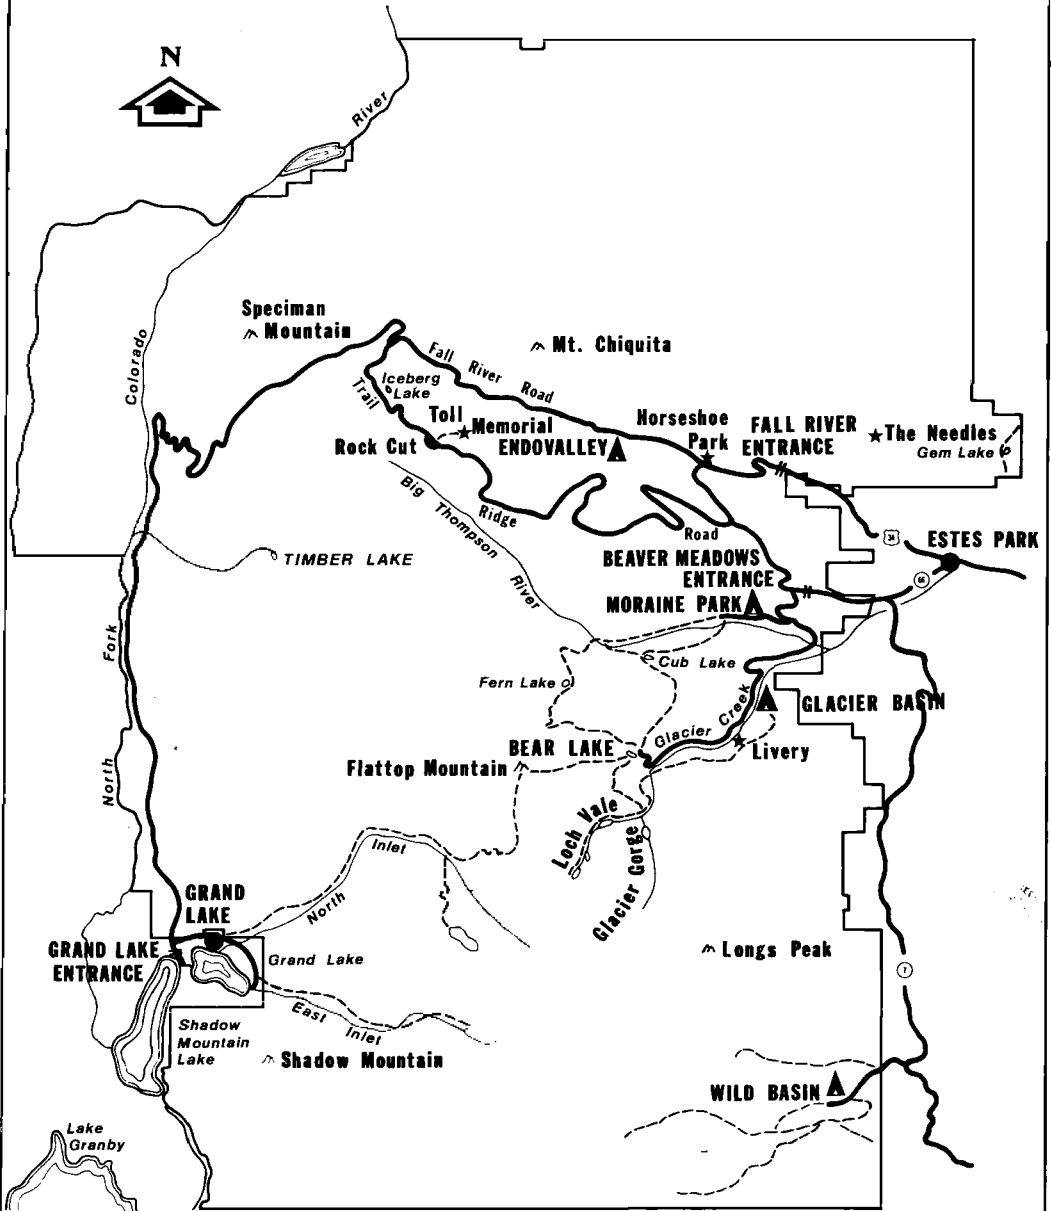 N
River
Speciman
Mountain
Mt. Chiquita
Colorado
Fall River Road
Iceberg
Lake
Trail
Toll
Memorial
Rock Cut
ENDOVALLEY
Horseshoe
Park
FALL RIVER
ENTRANCE
The Needles
Gem Lake
Big Thompson River
Ridge
Road
34
ESTES PARK
66
TIMBER LAKE
BEAVER MEADOWS
ENTRANCE
MORAINE PARK
Fork
Cub Lake
Fern Lake
Glacier Creek
GLACIER BASIN
BEAR LAKE
Livery
Flattop Mountain
North
Loch Vale
Glacier Gorge
Inlet
North
GRAND
LAKE
GRAND LAKE
ENTRANCE
Grand Lake
Longs Peak
7
East Inlet
Shadow
Mountain
Lake
Shadow Mountain
WILD BASIN
Lake
Granby